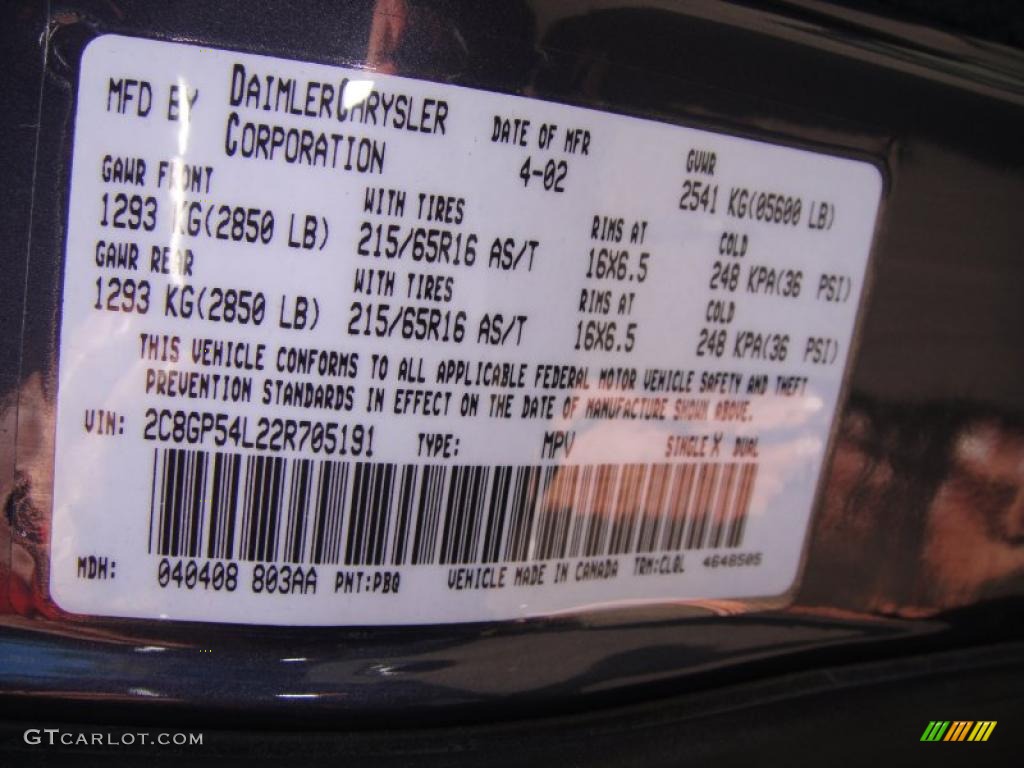 MFD BY DAIMLERCHRYSLER CORPORATION
DATE OF MFR 4-02
GVWR 2541 KG(05600 LB)
GAWR FRONT WITH TIRES RIMS AT COLD
1293 KG(2850 LB) 215/65R16 AS/T 16X6.5 248 KPA(36 PSI)
GAWR REAR WITH TIRES RIMS AT COLD
1293 KG(2850 LB) 215/65R16 AS/T 16X6.5 248 KPA(36 PSI)
THIS VEHICLE CONFORMS TO ALL APPLICABLE FEDERAL MOTOR VEHICLE SAFETY AND THEFT
PREVENTION STANDARDS IN EFFECT ON THE DATE OF MANUFACTURE SHOWN ABOVE.
VIN: 2C8GP54L22R705191 TYPE: MPV SINGLE X DUAL
MDH: 040408 803AA PNT:PBQ VEHICLE MADE IN CANADA TRM:CL0L 4648505
GTCARLOT.COM